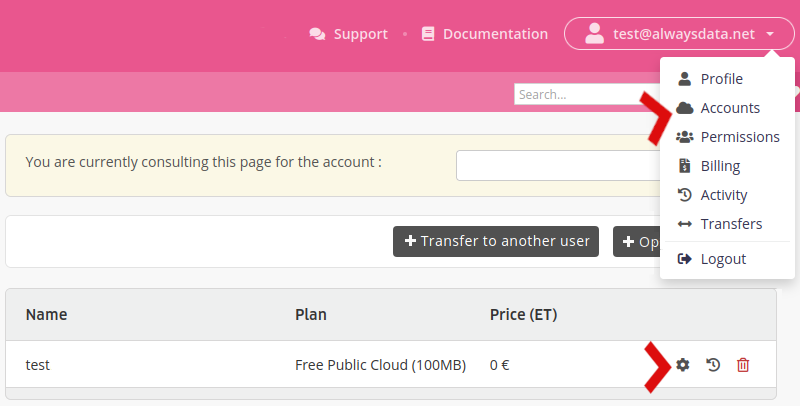 Support • Documentation test@alwaysdata.net
Search...
Profile
Accounts
Permissions
Billing
Activity
Transfers
Logout
You are currently consulting this page for the account :
+ Transfer to another user + Op
Name Plan Price (ET)
test Free Public Cloud (100MB) 0 €